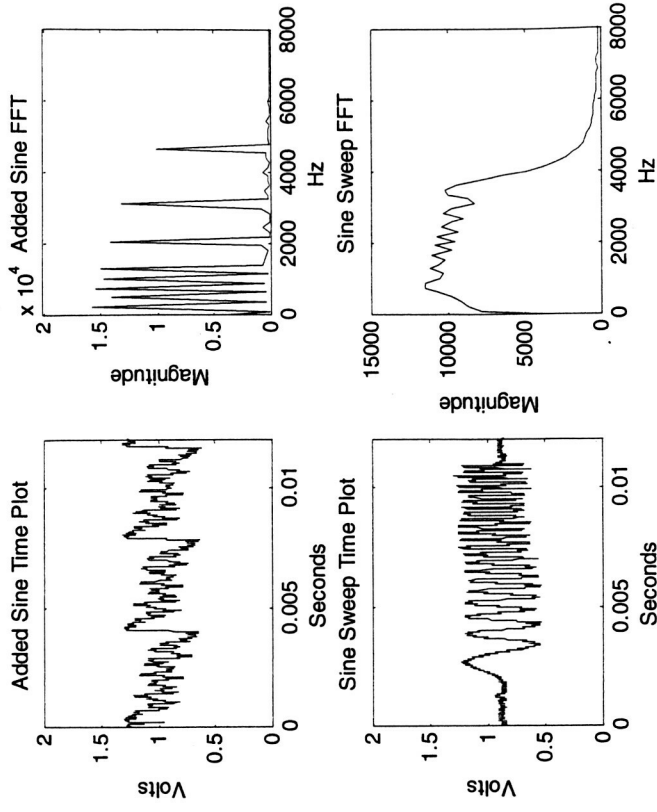 Added Sine Time Plot
2
1.5
1
0.5
0
Volts
0
0.005
0.01
Seconds
x 10^4 Added Sine FFT
2
1.5
1
0.5
0
Magnitude
0
2000
4000
6000
8000
Hz
Sine Sweep Time Plot
2
1.5
1
0.5
0
Volts
0
0.005
0.01
Seconds
Sine Sweep FFT
15000
10000
5000
0
Magnitude
0
2000
4000
6000
8000
Hz